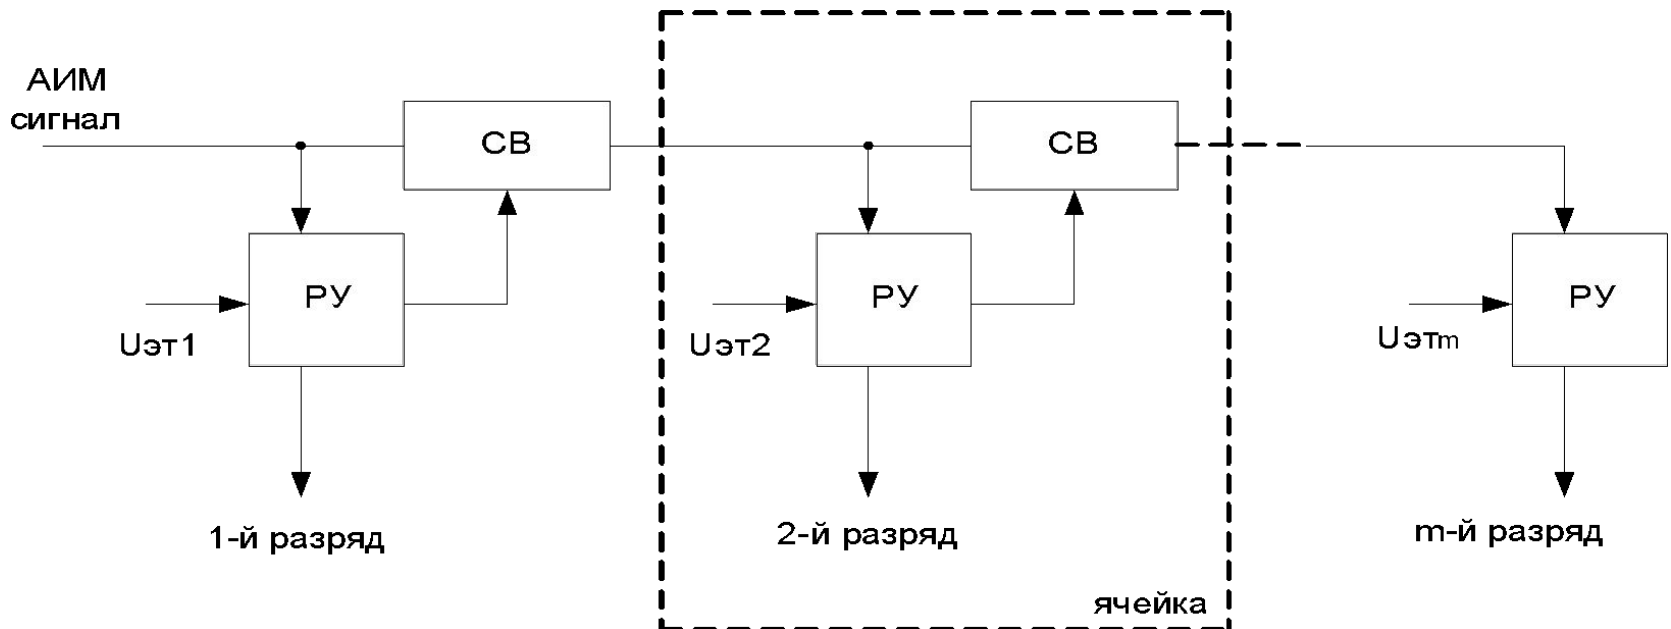 АИМ
сигнал
СВ
СВ
РУ
РУ
РУ
Uэт1
Uэт2
Uэтm
1-й разряд
2-й разряд
m-й разряд
ячейка